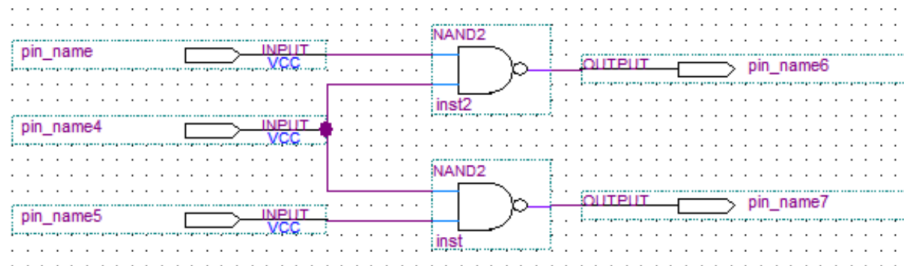 pin_name
INPUT
VCC
NAND2
inst2
OUTPUT
pin_name6
pin_name4
INPUT
VCC
NAND2
inst
OUTPUT
pin_name7
pin_name5
INPUT
VCC